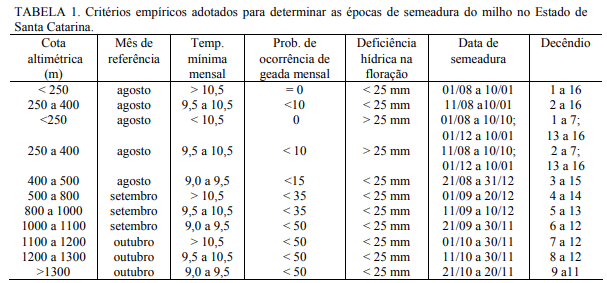 TABELA 1. Critérios empíricos adotados para determinar as épocas de semeadura do milho no Estado de
Santa Catarina.
Cota altimétrica (m) Mês de referência Temp. mínima mensal Prob. de ocorrência de geada mensal Deficiência hídrica na floração Data de semeadura Decêndio
< 250 agosto > 10,5 = 0 < 25 mm 01/08 a 10/01 1 a 16
250 a 400 agosto 9,5 a 10,5 <10 < 25 mm 11/08 a10/01 2 a 16
<250 agosto < 10,5 0 > 25 mm 01/08 a 10/10; 1 a 7;
01/12 a 10/01 13 a 16
250 a 400 agosto 9,5 a 10,5 < 10 > 25 mm 11/08 a 10/10; 2 a 7;
01/12 a 10/01 13 a 16
400 a 500 agosto 9,0 a 9,5 <15 < 25 mm 21/08 a 31/12 3 a 15
500 a 800 setembro > 10,5 < 35 < 25 mm 01/09 a 20/12 4 a 14
800 a 1000 setembro 9,5 a 10,5 < 35 < 25 mm 11/09 a 10/12 5 a 13
1000 a 1100 setembro 9,0 a 9,5 < 50 < 25 mm 21/09 a 30/11 6 a 12
1100 a 1200 outubro > 10,5 < 50 < 25 mm 01/10 a 30/11 7 a 12
1200 a 1300 outubro 9,5 a 10,5 < 50 < 25 mm 11/10 a 30/11 8 a 12
>1300 outubro 9,0 a 9,5 < 50 < 25 mm 21/10 a 20/11 9 a11